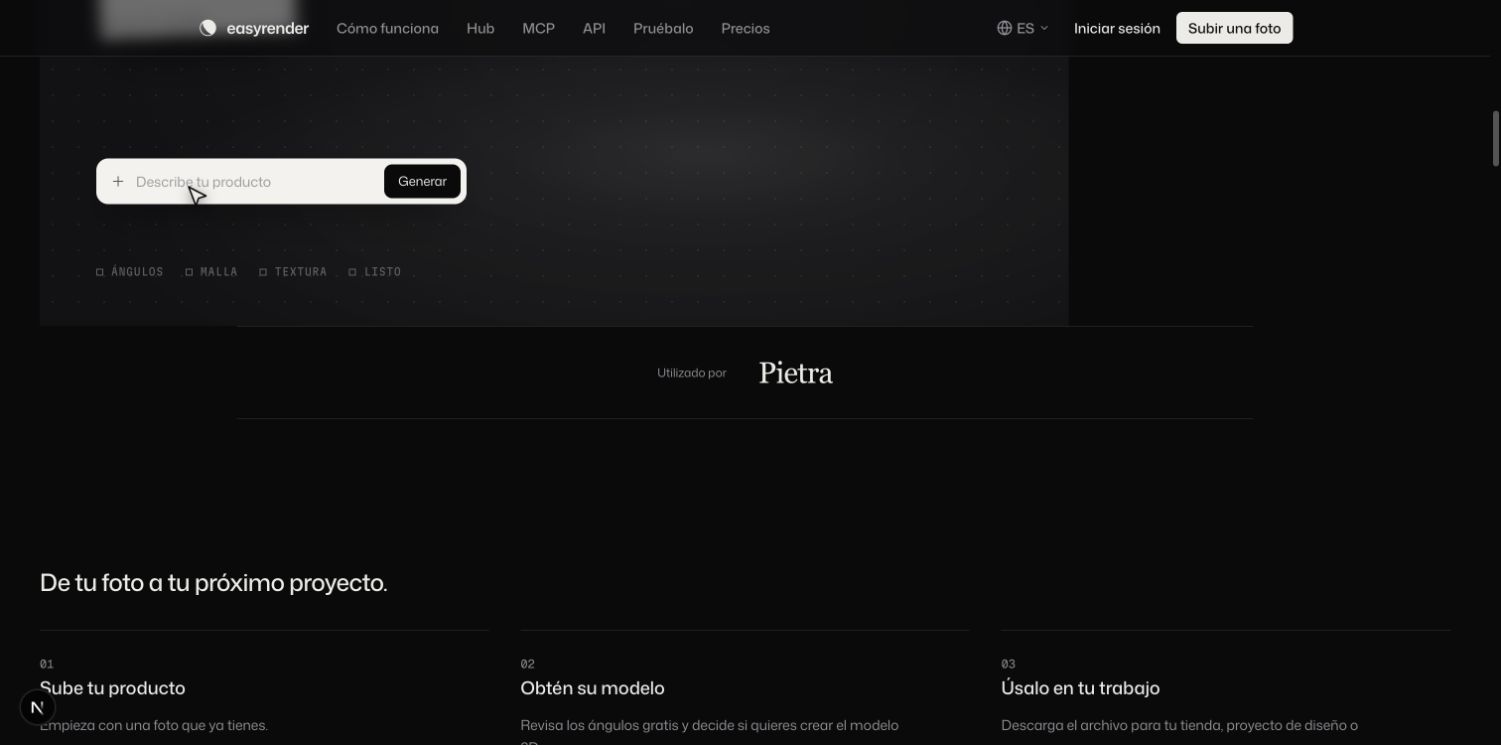 easyrender Cómo funciona Hub MCP API Pruébalo Precios ES Iniciar sesión Subir una foto
Describe tu producto Generar
ÁNGULOS MALLA TEXTURA LISTO
Utilizado por Pietra
De tu foto a tu próximo proyecto.
01
Sube tu producto
Empieza con una foto que ya tienes.
02
Obtén su modelo
Revisa los ángulos gratis y decide si quieres crear el modelo
03
Úsalo en tu trabajo
Descarga el archivo para tu tienda, proyecto de diseño o
N